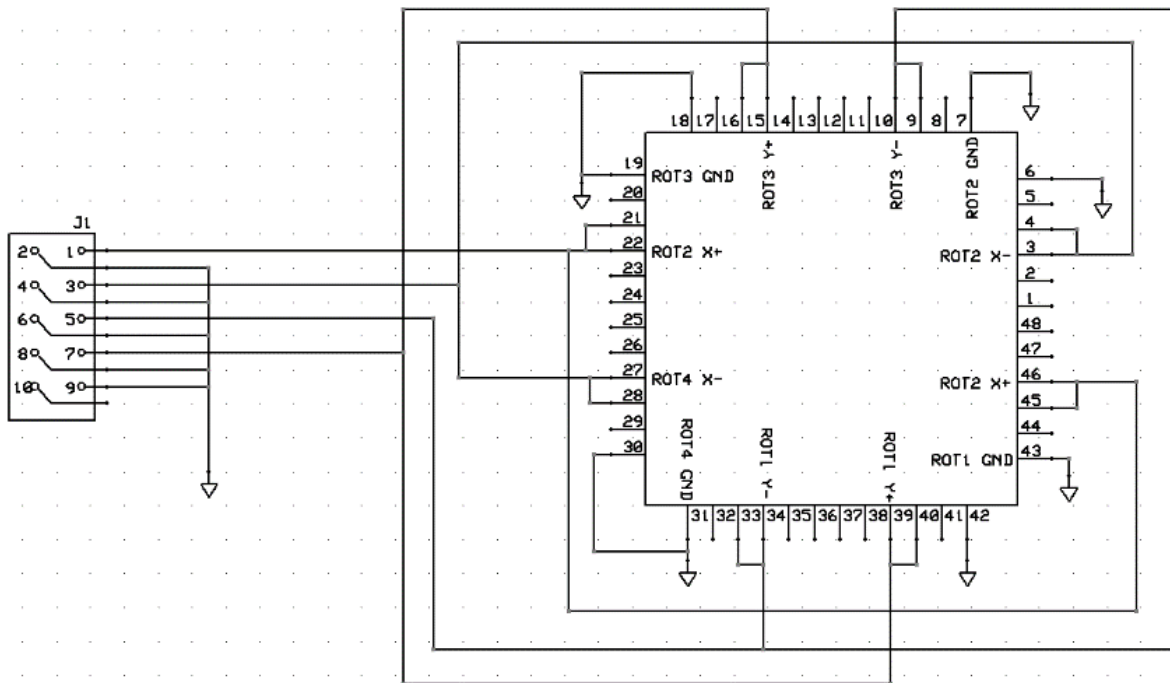 18 17 16 15 14 13 12 11 10 9 8 7
ROT3 Y+
ROT3 Y-
ROT2 GND
19 ROT3 GND
20
21
22 ROT2 X+
23
24
25
26
27 ROT4 X-
28
29
30
6
5
4
3 ROT2 X-
2
1
48
47
46 ROT2 X+
45
44
43 ROT1 GND
ROT4 GND
ROT1 Y-
ROT1 Y+
31 32 33 34 35 36 37 38 39 40 41 42
J1
2 1
4 3
6 5
8 7
10 9